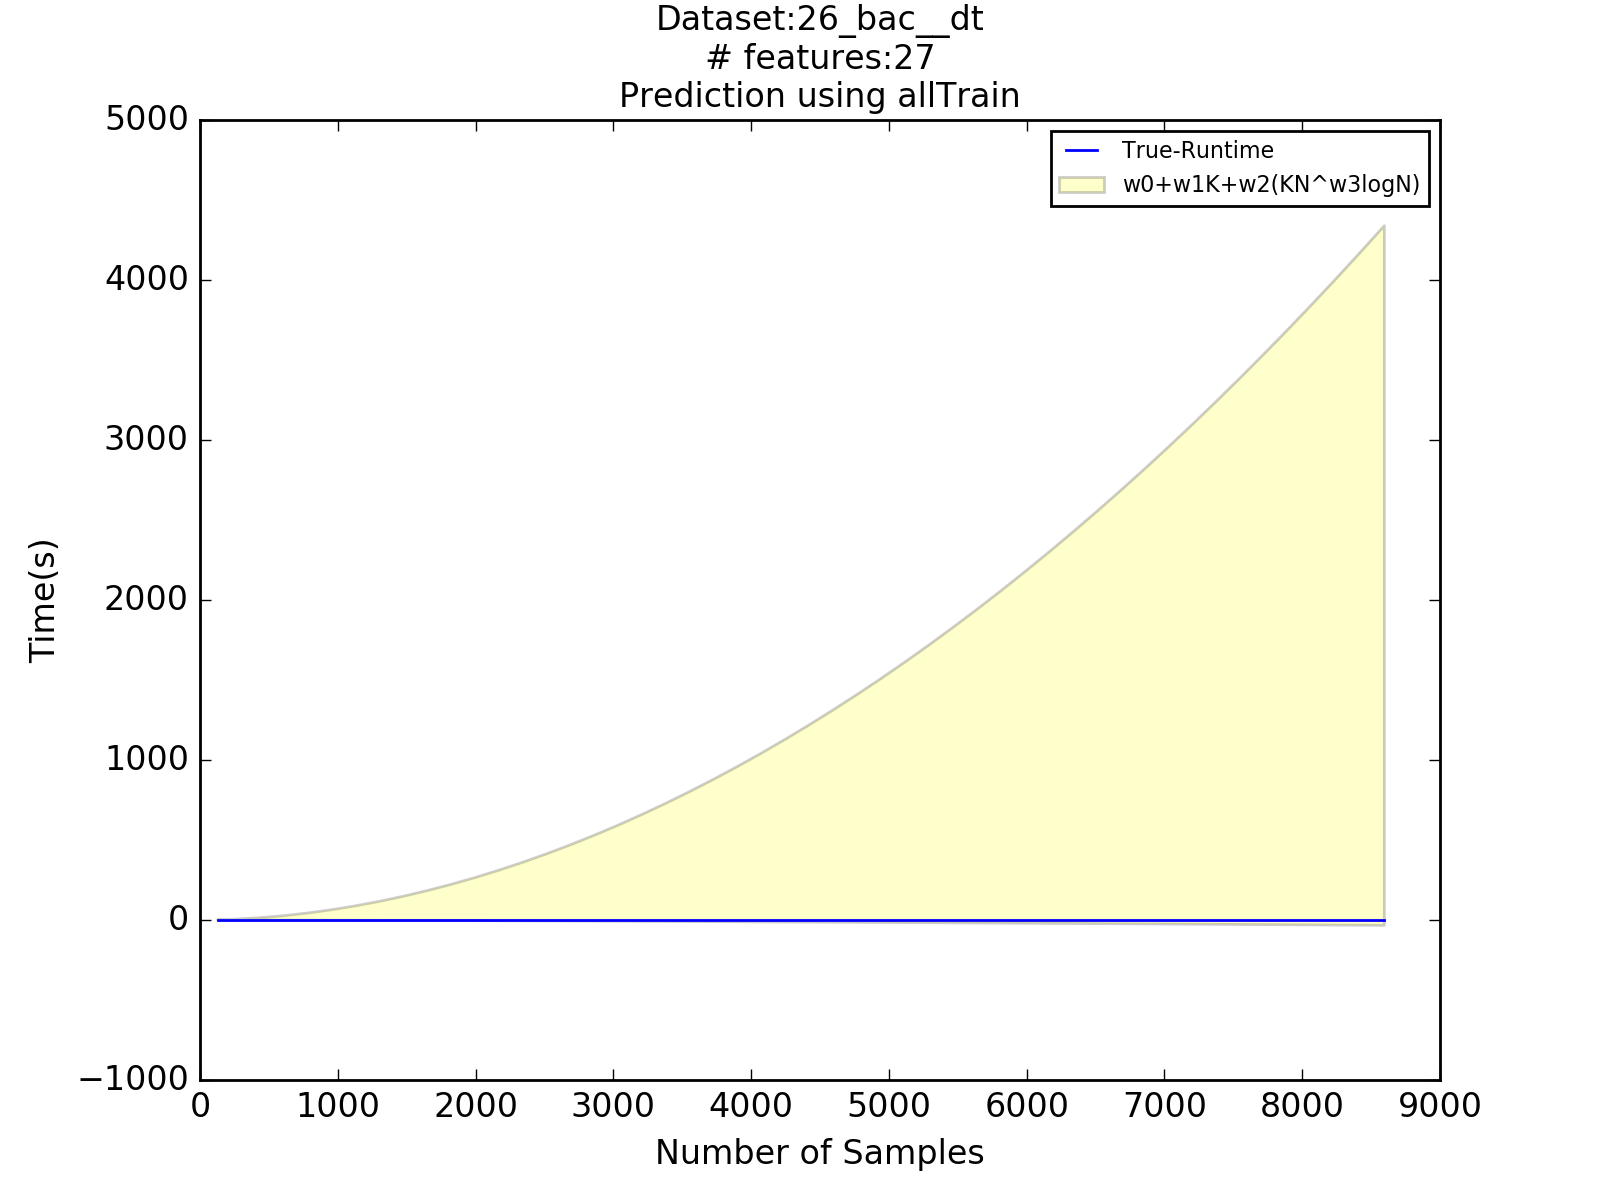 Dataset:26_bac__dt
# features:27
Prediction using allTrain
5000
4000
3000
2000
1000
0
−1000
Time(s)
True-Runtime
w0+w1K+w2(KN^w3logN)
0 1000 2000 3000 4000 5000 6000 7000 8000 9000
Number of Samples